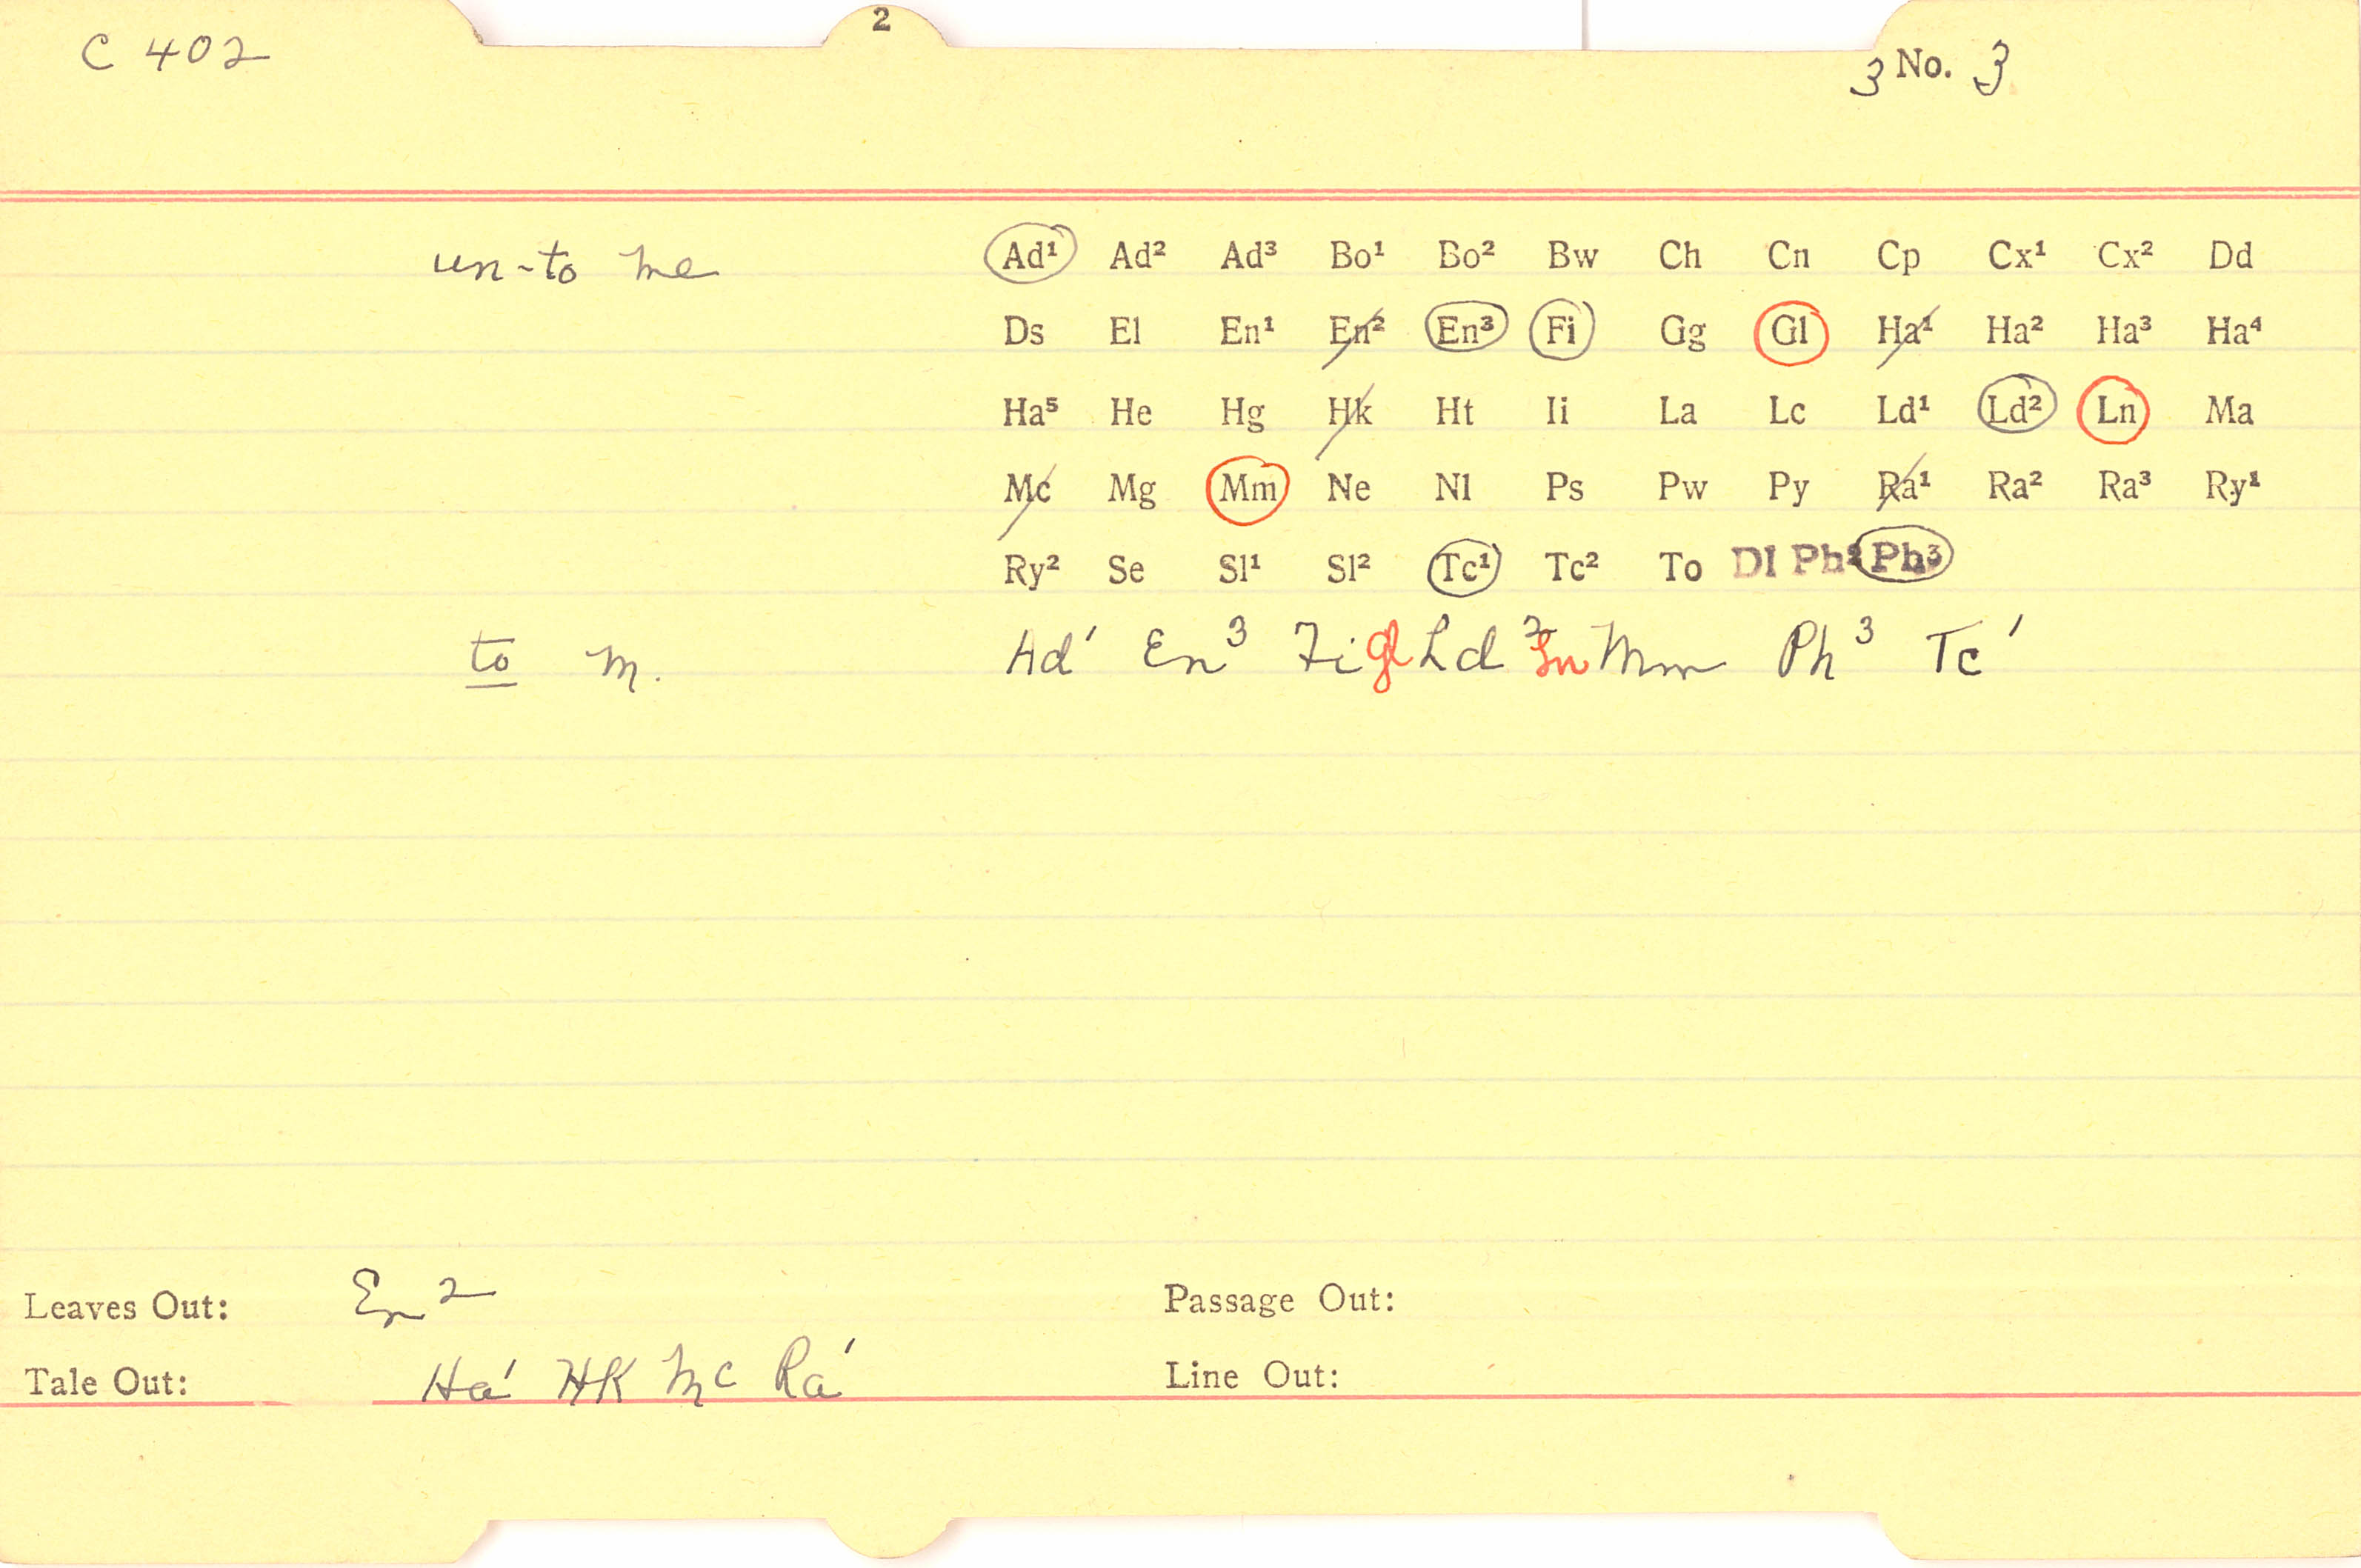 2
C 402
3 No. 3
un-to me Ad¹ Ad² Ad³ Bo¹ Bo² Bw Ch Cn Cp Cx¹ Cx² Dd
Ds El En¹ En² En³ Fi Gg Gl Ha¹ Ha² Ha³ Ha⁴
Ha⁵ He Hg Hk Ht Ii La Lc Ld¹ Ld² Ln Ma
Mc Mg Mm Ne Nl Ps Pw Py Ra¹ Ra² Ra³ Ry¹
Ry² Se Sl¹ Sl² Tc¹ Tc² To Dl Ph² Ph³
to m. Ad¹ En³ Fi Gl Ld² Ln Mm Ph³ Tc¹
Leaves Out: En² Passage Out:
Tale Out: Ha¹ Hk Mc Ra¹ Line Out: